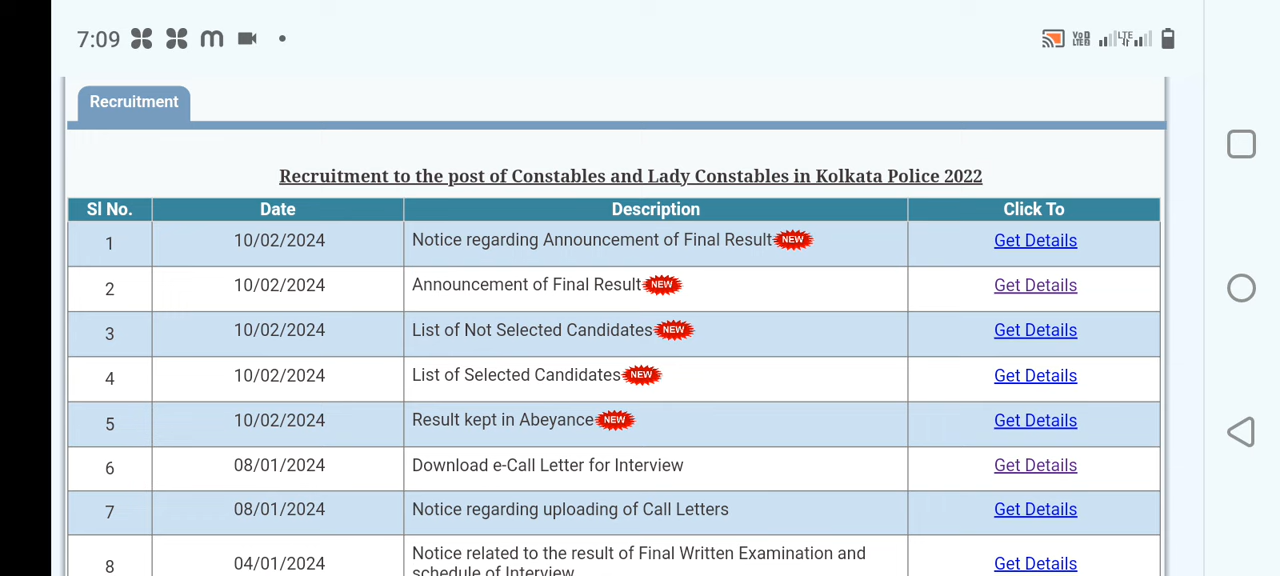 7:09
Recruitment
Recruitment to the post of Constables and Lady Constables in Kolkata Police 2022
Sl No. Date Description Click To
1 10/02/2024 Notice regarding Announcement of Final Result NEW Get Details
2 10/02/2024 Announcement of Final Result NEW Get Details
3 10/02/2024 List of Not Selected Candidates NEW Get Details
4 10/02/2024 List of Selected Candidates NEW Get Details
5 10/02/2024 Result kept in Abeyance NEW Get Details
6 08/01/2024 Download e-Call Letter for Interview Get Details
7 08/01/2024 Notice regarding uploading of Call Letters Get Details
8 04/01/2024 Notice related to the result of Final Written Examination and Get Details
schedule of Interview